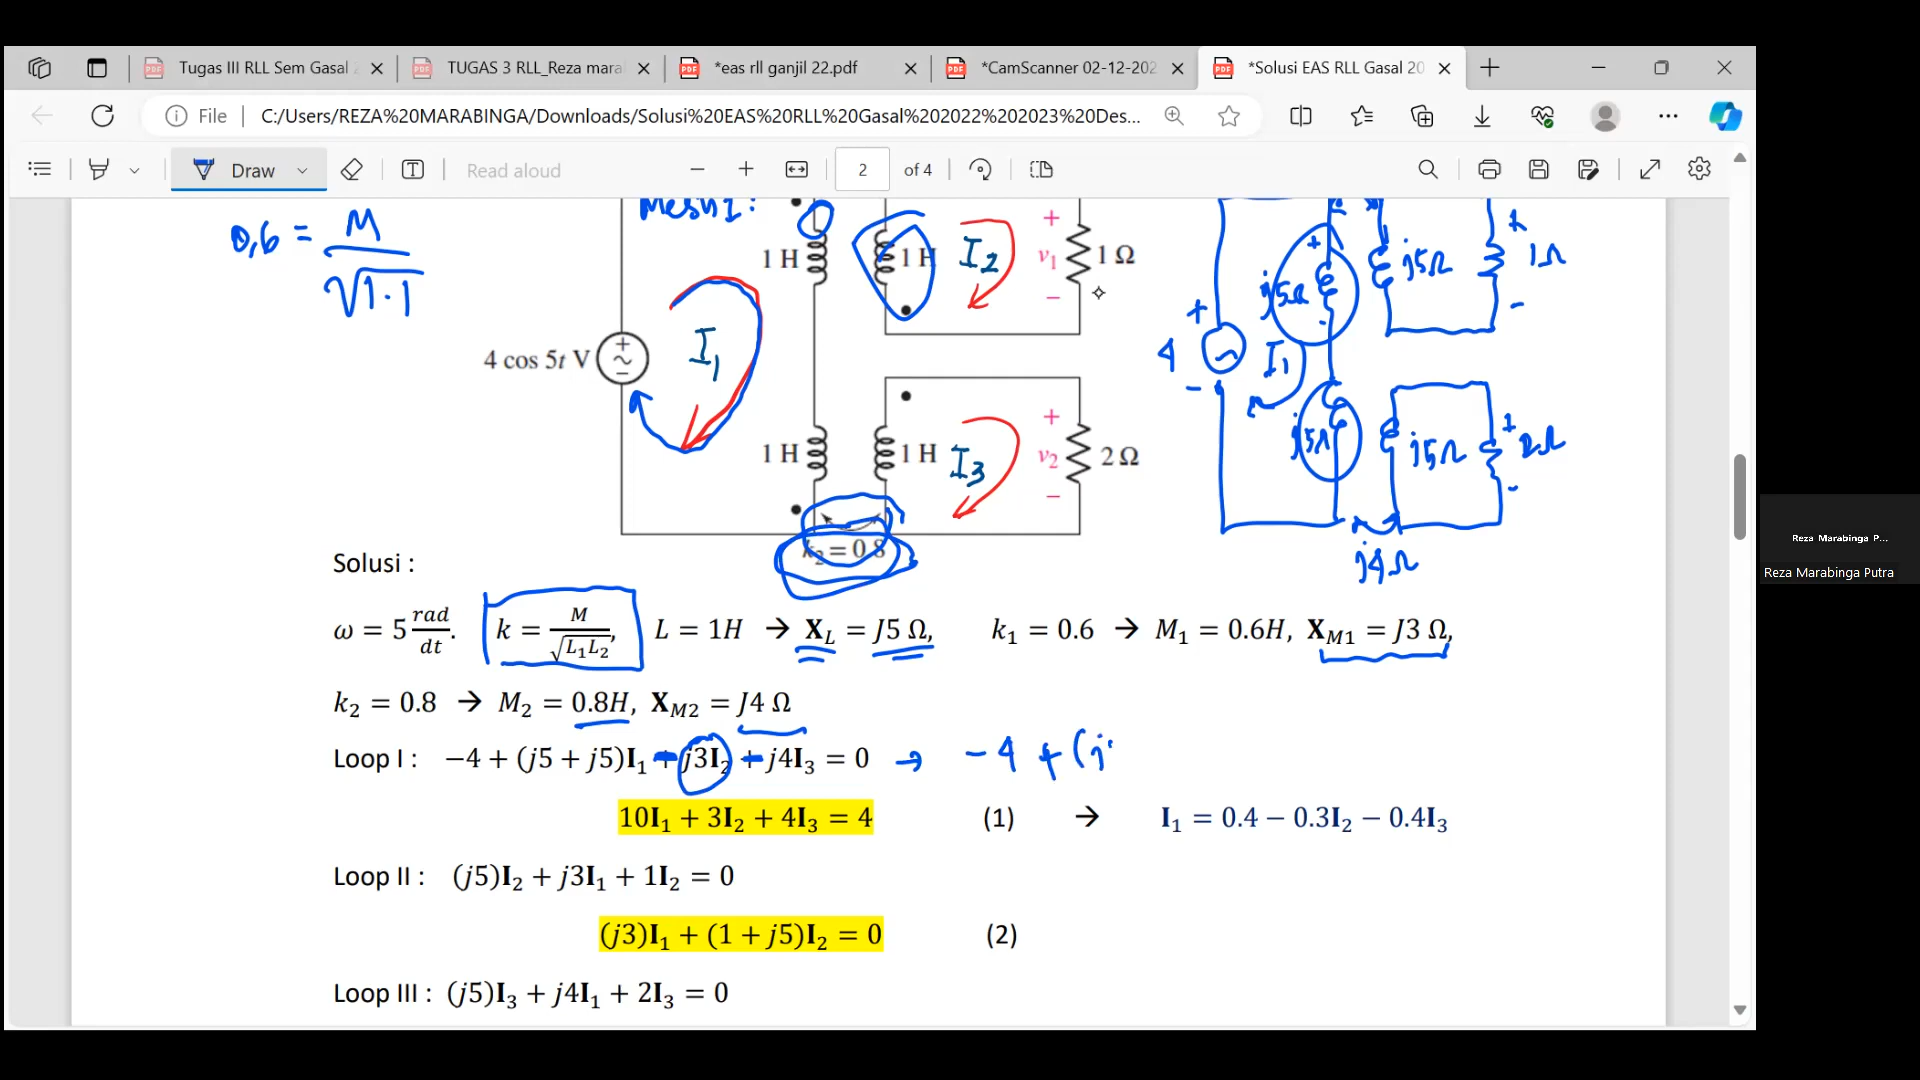 Tugas III RLL Sem Gasal 2
TUGAS 3 RLL_Reza mara
*eas rll ganjil 22.pdf
*CamScanner 02-12-202
*Solusi EAS RLL Gasal 20
File
C:/Users/REZA%20MARABINGA/Downloads/Solusi%20EAS%20RLL%20Gasal%202022%202023%20Des...
Draw
Read aloud
2 of 4
Mesh I :
0,6 = M / √1·1
1 H
1 H
I2
+
v1
−
1 Ω
I1
4 cos 5t V
+
−
1 H
1 H
I3
+
v2
−
2 Ω
k2 = 0.8
+
j5Ω
j5Ω
+
1Ω
-
+
4
-
I1
j5Ω
j5Ω
+
2Ω
-
j4Ω
Reza Marabinga P...
Reza Marabinga Putra
Solusi :
ω = 5 rad/dt. k = M/√L1L2, L = 1H → XL = J5 Ω, k1 = 0.6 → M1 = 0.6H, XM1 = J3 Ω,
k2 = 0.8 → M2 = 0.8H, XM2 = J4 Ω
Loop I : −4 + (j5 + j5)I1 - j3I2 - j4I3 = 0 → -4 + (j
10I1 + 3I2 + 4I3 = 4 (1) → I1 = 0.4 − 0.3I2 − 0.4I3
Loop II : (j5)I2 + j3I1 + 1I2 = 0
(j3)I1 + (1 + j5)I2 = 0 (2)
Loop III : (j5)I3 + j4I1 + 2I3 = 0